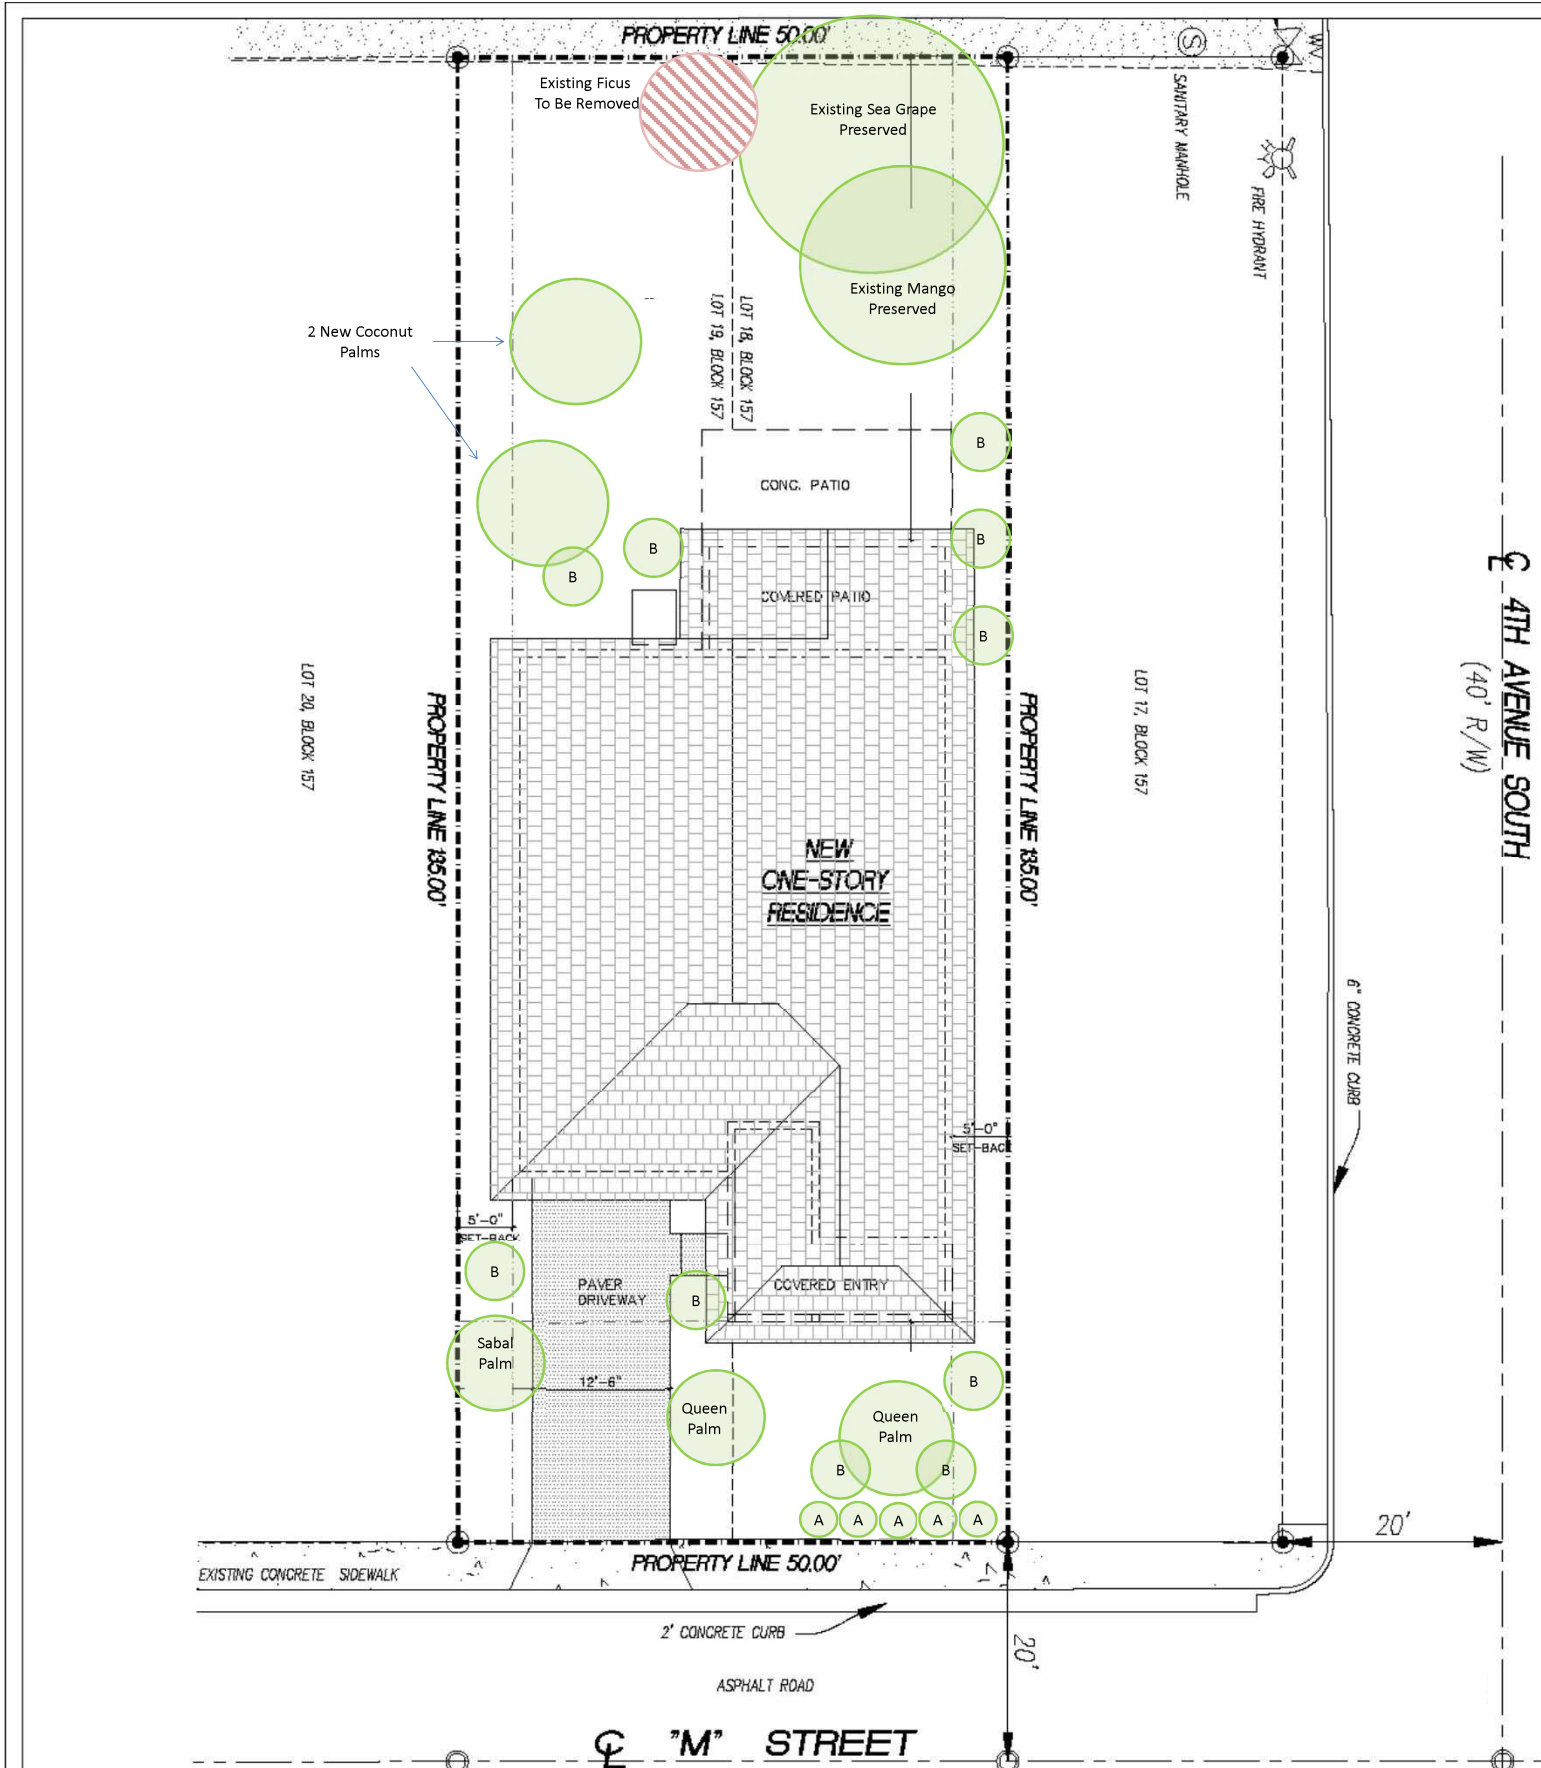 PROPERTY LINE 50.00'
S
WV
Existing Ficus
To Be Removed
Existing Sea Grape
Preserved
SANITARY MANHOLE
FIRE HYDRANT
Existing Mango
Preserved
2 New Coconut
Palms
LOT 19, BLOCK 157
LOT 18, BLOCK 157
B
CONC. PATIO
B
B
B
COVERED PATIO
B
LOT 20, BLOCK 157
PROPERTY LINE 135.00'
PROPERTY LINE 135.00'
LOT 17, BLOCK 157
℄ 4TH AVENUE SOUTH
(40' R/W)
NEW
ONE-STORY
RESIDENCE
6" CONCRETE CURB
5'-0"
SET-BACK
5'-0"
SET-BACK
B
PAVER
DRIVEWAY
B
COVERED ENTRY
Sabal
Palm
12'-6"
B
Queen
Palm
Queen
Palm
B
B
A
A
A
A
A
20'
PROPERTY LINE 50.00'
EXISTING CONCRETE SIDEWALK
2' CONCRETE CURB
20'
ASPHALT ROAD
℄ "M" STREET